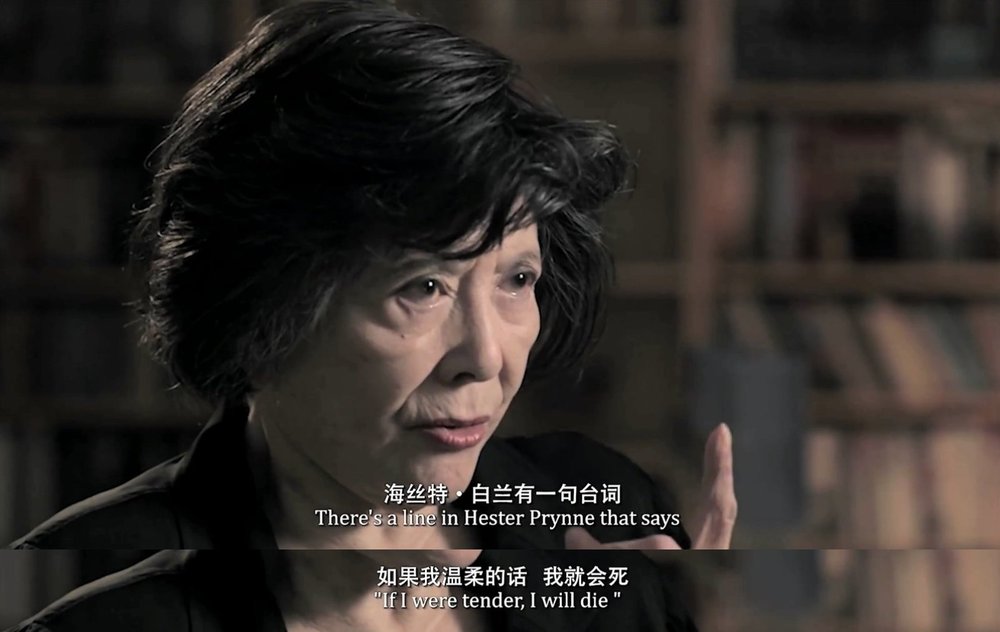 海丝特·白兰有一句台词
There's a line in Hester Prynne that says
如果我温柔的话 我就会死
"If I were tender, I will die "